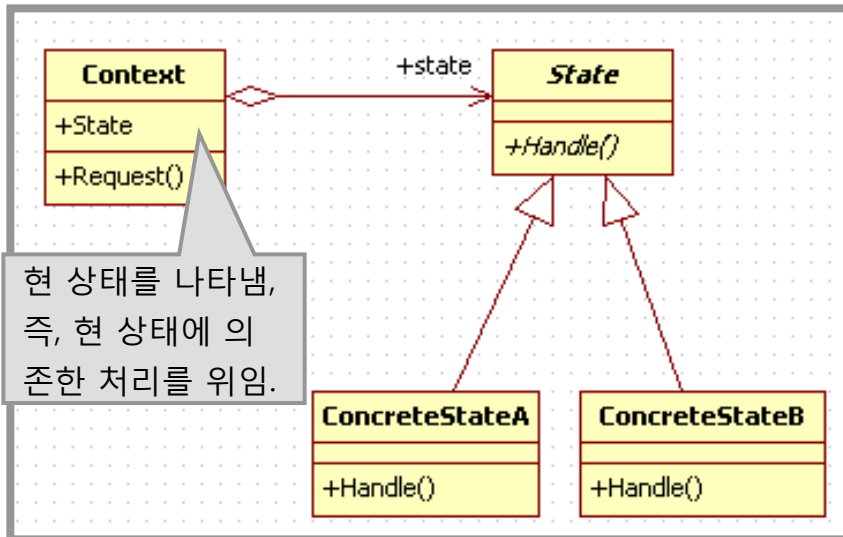 Context
+State
+Request()
+state
State
+Handle()
현 상태를 나타냄,
즉, 현 상태에 의
존한 처리를 위임.
ConcreteStateA
+Handle()
ConcreteStateB
+Handle()